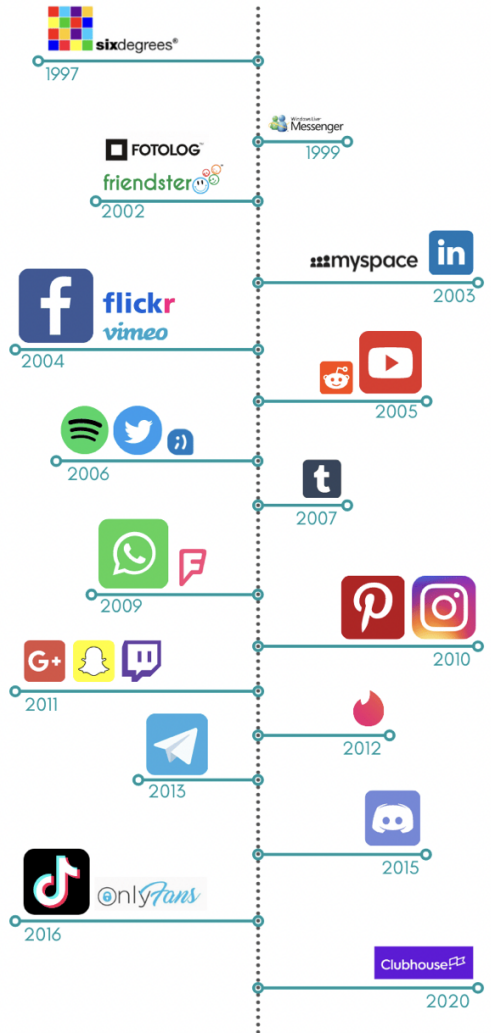 sixdegrees®
1997
Windows Live
Messenger
1999
FOTOLOG™
friendster
2002
myspace
in
2003
f
flickr
vimeo
2004
2005
;)
2006
t
2007
2009
2010
G+
2011
2012
2013
2015
OnlyFans
2016
Clubhouse!
2020